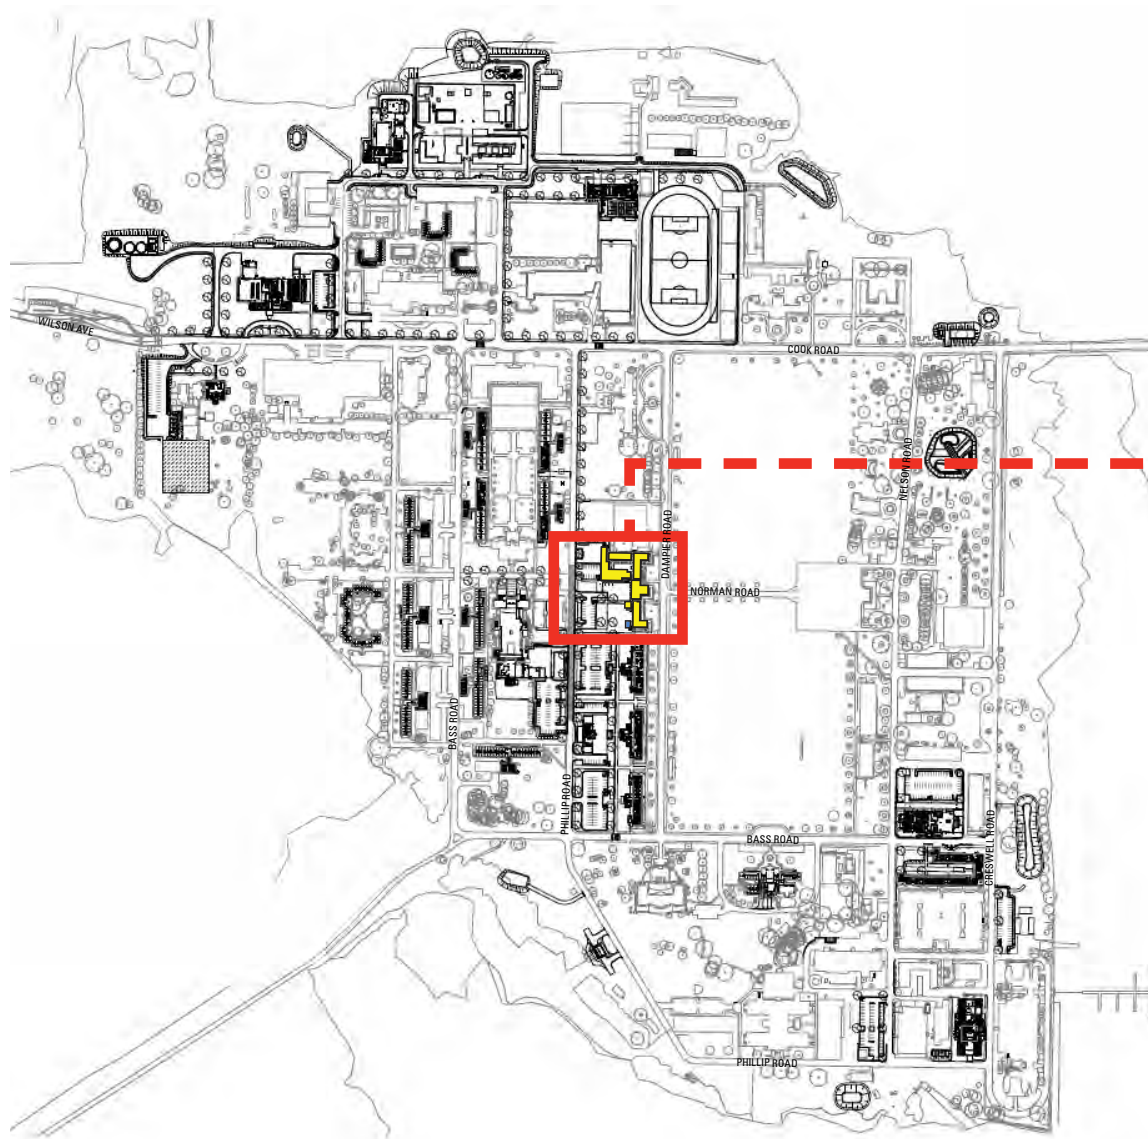 WILSON AVE
COOK ROAD
NELSON ROAD
DAMPIER ROAD
NORMAN ROAD
BASS ROAD
PHILLIP ROAD
BASS ROAD
CRESWELL ROAD
PHILLIP ROAD